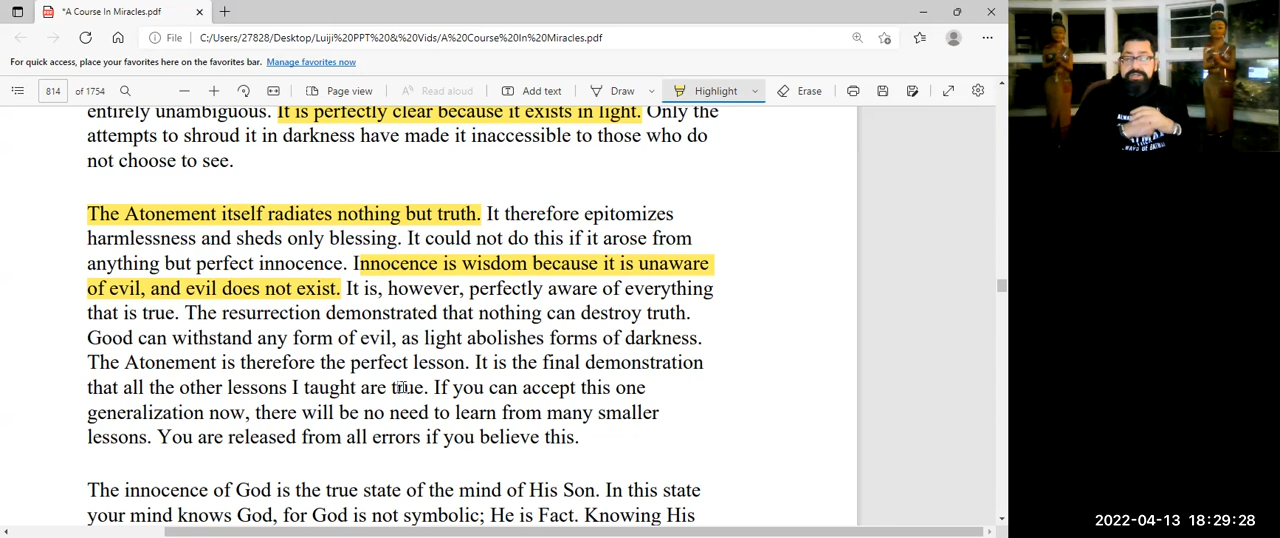 *A Course In Miracles.pdf
File C:/Users/27828/Desktop/Luiji%20PPT%20&%20Vids/A%20Course%20In%20Miracles.pdf
For quick access, place your favorites here on the favorites bar. Manage favorites now
814 of 1754 Page view Read aloud Add text Draw Highlight Erase
entirely unambiguous. It is perfectly clear because it exists in light. Only the
attempts to shroud it in darkness have made it inaccessible to those who do
not choose to see.
The Atonement itself radiates nothing but truth. It therefore epitomizes
harmlessness and sheds only blessing. It could not do this if it arose from
anything but perfect innocence. Innocence is wisdom because it is unaware
of evil, and evil does not exist. It is, however, perfectly aware of everything
that is true. The resurrection demonstrated that nothing can destroy truth.
Good can withstand any form of evil, as light abolishes forms of darkness.
The Atonement is therefore the perfect lesson. It is the final demonstration
that all the other lessons I taught are true. If you can accept this one
generalization now, there will be no need to learn from many smaller
lessons. You are released from all errors if you believe this.
The innocence of God is the true state of the mind of His Son. In this state
your mind knows God, for God is not symbolic; He is Fact. Knowing His
2022-04-13 18:29:28